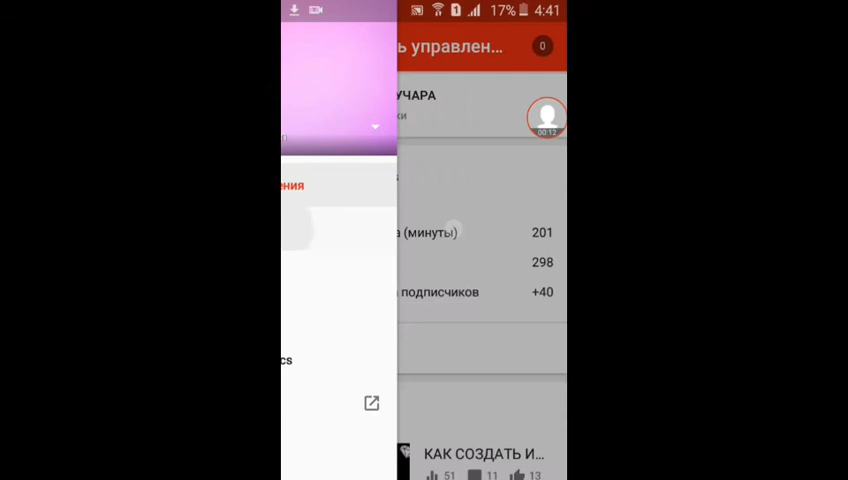 1 17% 4:41
ь управлен... 0
УЧАРА
ки
00:12
п
ения
s
а (минуты) 201
298
а подписчиков +40
cs
КАК СОЗДАТЬ И...
51 11 13